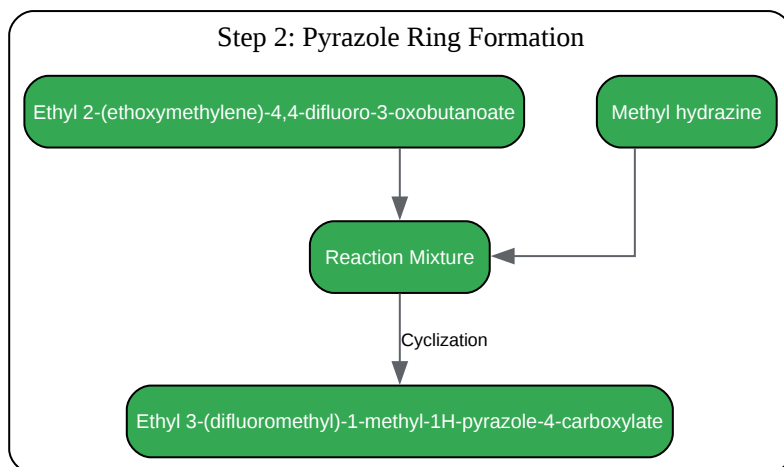 Step 2: Pyrazole Ring Formation
Ethyl 2-(ethoxymethylene)-4,4-difluoro-3-oxobutanoate
Methyl hydrazine
Reaction Mixture
Cyclization
Ethyl 3-(difluoromethyl)-1-methyl-1H-pyrazole-4-carboxylate